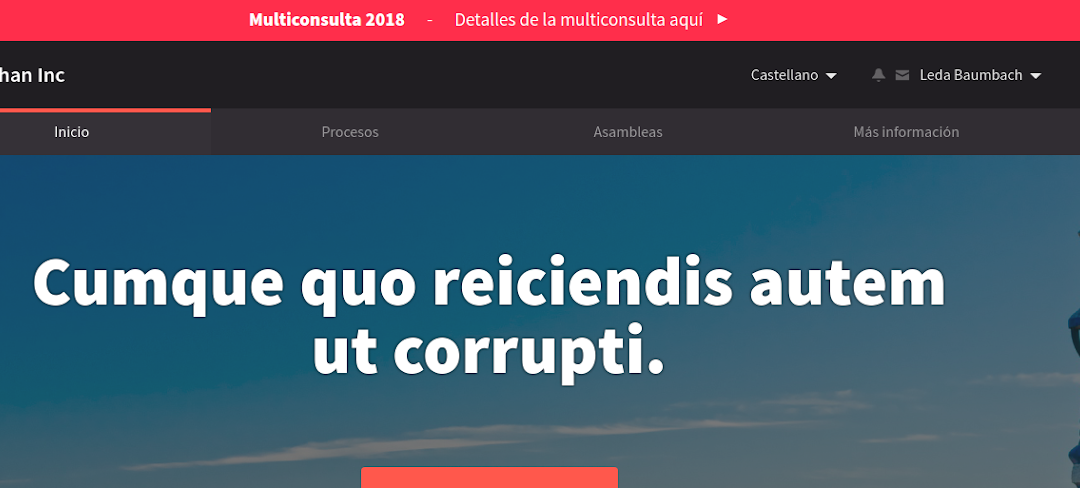 Multiconsulta 2018 - Detalles de la multiconsulta aquí
han Inc
Castellano
Leda Baumbach
Inicio
Procesos
Asambleas
Más información
Cumque quo reiciendis autem
ut corrupti.